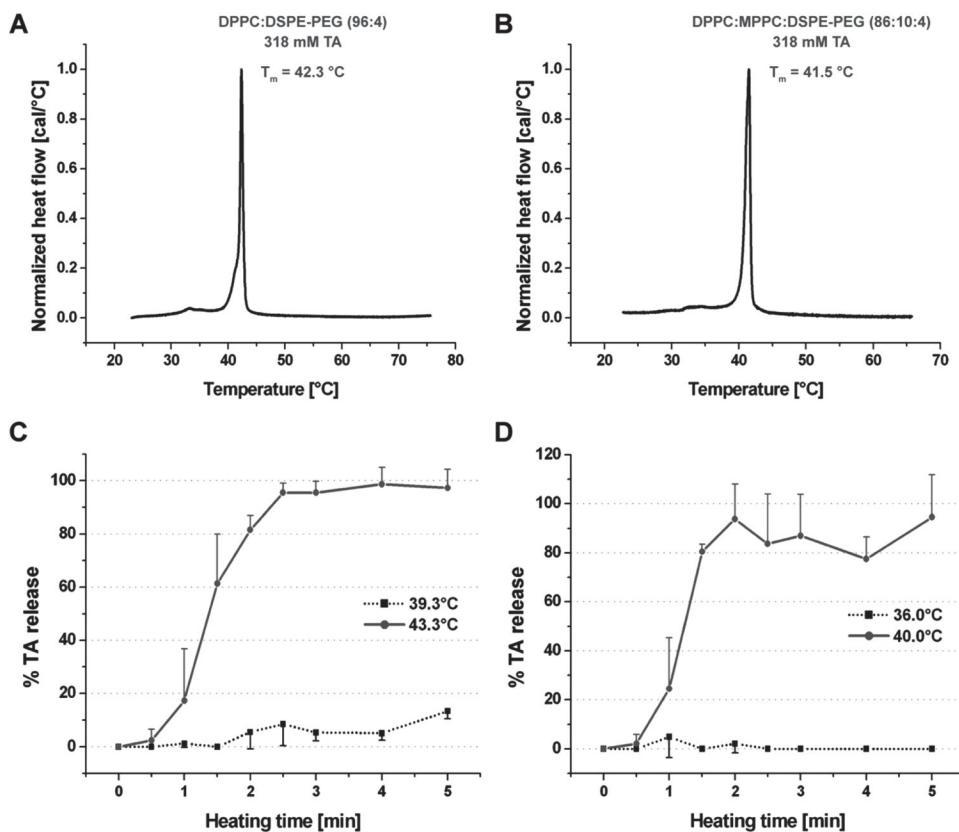 A
DPPC:DSPE-PEG (96:4)
318 mM TA
Tm = 42.3 °C
Normalized heat flow [cal/°C]
1.0
0.8
0.6
0.4
0.2
0.0
20 30 40 50 60 70 80
Temperature [°C]
B
DPPC:MPPC:DSPE-PEG (86:10:4)
318 mM TA
Tm = 41.5 °C
Normalized heat flow [cal/°C]
1.0
0.8
0.6
0.4
0.2
0.0
20 30 40 50 60 70
Temperature [°C]
C
% TA release
100
80
60
40
20
0
39.3°C
43.3°C
0 1 2 3 4 5
Heating time [min]
D
% TA release
120
100
80
60
40
20
0
36.0°C
40.0°C
0 1 2 3 4 5
Heating time [min]